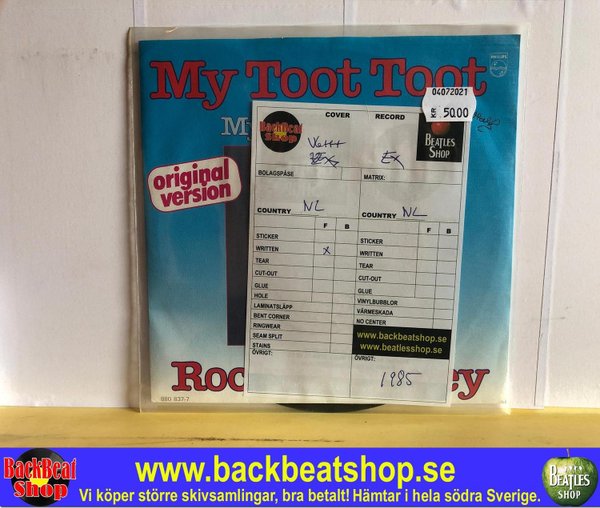 My Toot Toot
PHILIPS
My
original
version
04072021
KR 50.00
BackBeat
Shop
COVER
RECORD
BEATLES
SHOP
EX
EX
BOLAGSPÅSE
MATRIX:
COUNTRY NL
COUNTRY NL
F B
F B
STICKER
STICKER
WRITTEN x
WRITTEN
TEAR
TEAR
CUT-OUT
CUT-OUT
GLUE
GLUE
HOLE
VINYLBUBBLOR
LAMINATSLÄPP
VÄRMESKADA
BENT CORNER
NO CENTER
RINGWEAR
www.backbeatshop.se
SEAM SPLIT
www.beatlesshop.se
STAINS
ÖVRIGT:
ÖVRIGT:
1985
Roc ey
880 837-7
BackBeat
Shop
www.backbeatshop.se
Vi köper större skivsamlingar, bra betalt! Hämtar i hela södra Sverige.
BEATLES
SHOP